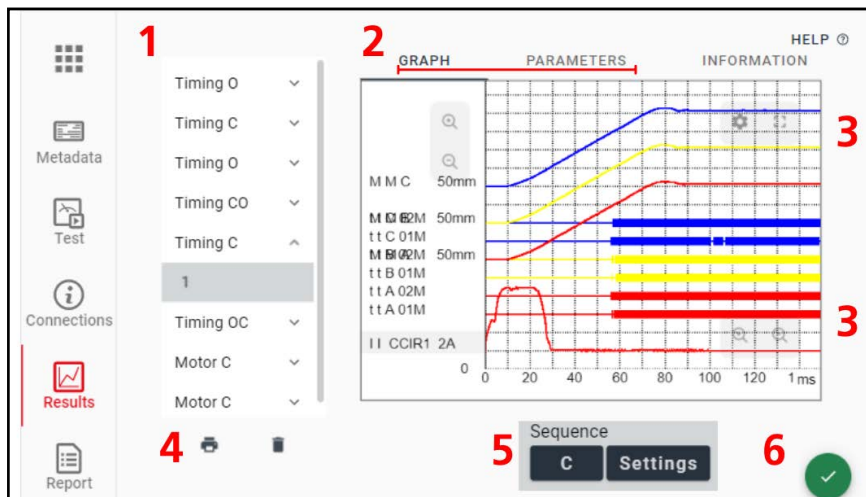 1
2
HELP
GRAPH PARAMETERS INFORMATION
Metadata
Test
Connections
Results
Report
Timing O
Timing C
Timing O
Timing CO
Timing C
1
Timing OC
Motor C
Motor C
4
M M C 50mm
50mm
t t C 01M
50mm
t t B 01M
t t A 02M
t t A 01M
I I CCIR1 2A
0
0 20 40 60 80 100 120 1 ms
3
3
5
Sequence
C Settings
6